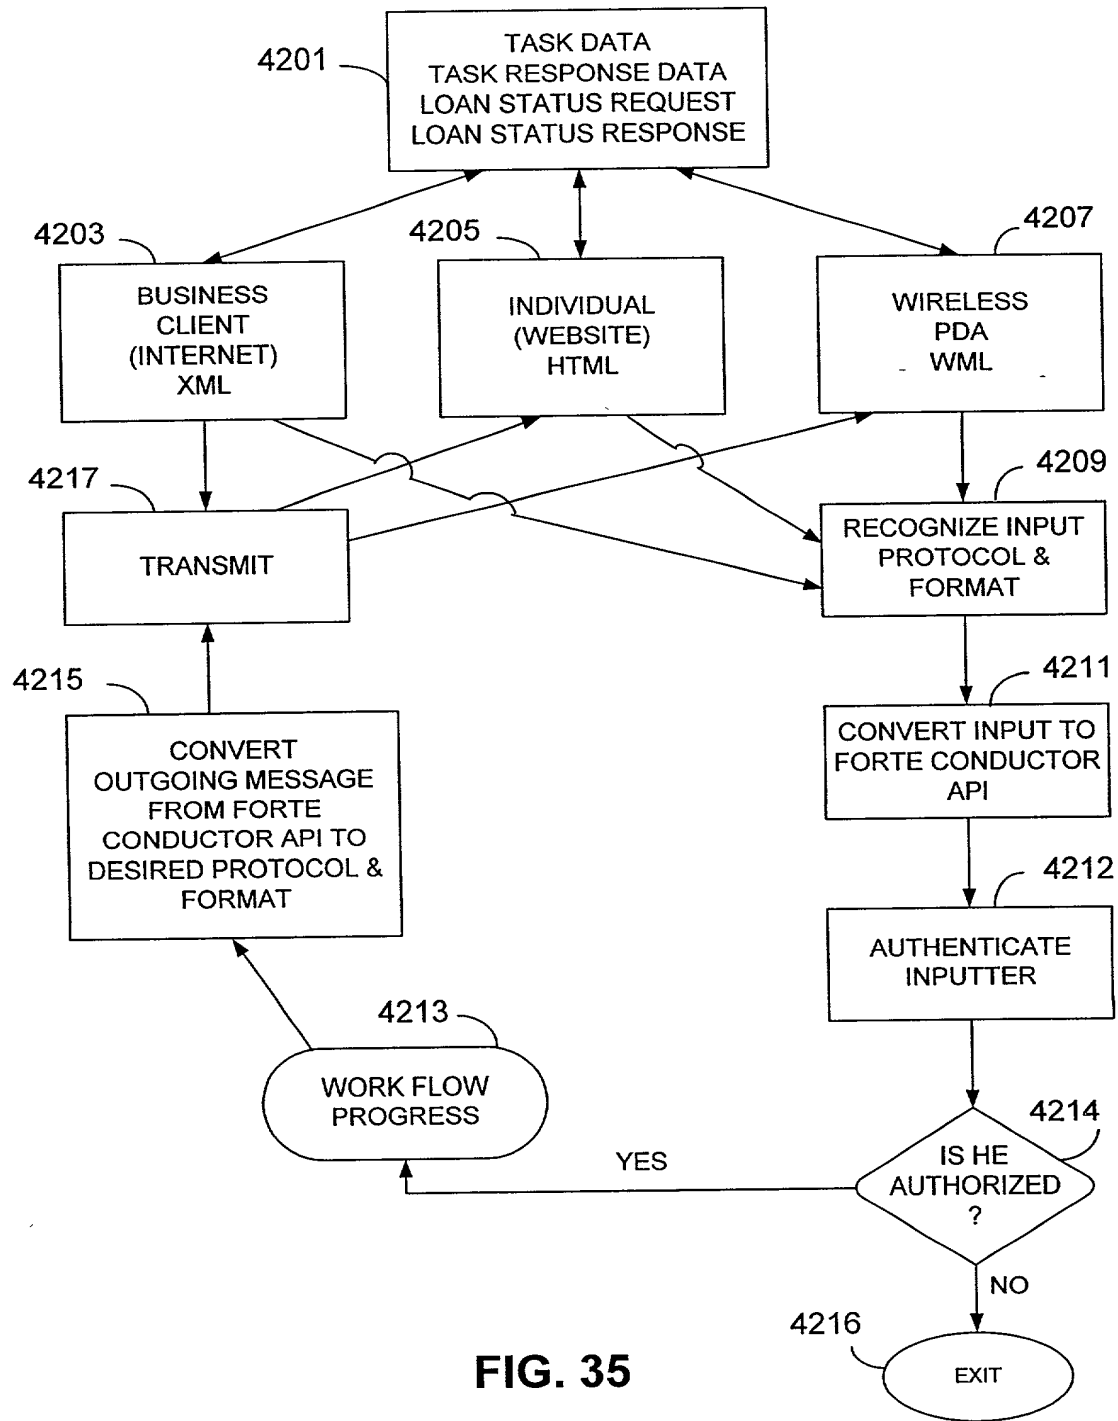 4201
TASK DATA
TASK RESPONSE DATA
LOAN STATUS REQUEST
LOAN STATUS RESPONSE
4203
BUSINESS
CLIENT
(INTERNET)
XML
4205
INDIVIDUAL
(WEBSITE)
HTML
4207
WIRELESS
PDA
WML
4217
TRANSMIT
4209
RECOGNIZE INPUT
PROTOCOL &
FORMAT
4215
CONVERT
OUTGOING MESSAGE
FROM FORTE
CONDUCTOR API TO
DESIRED PROTOCOL &
FORMAT
4211
CONVERT INPUT TO
FORTE CONDUCTOR
API
4212
AUTHENTICATE
INPUTTER
4213
WORK FLOW
PROGRESS
4214
IS HE
AUTHORIZED
?
YES
NO
4216
EXIT
FIG. 35